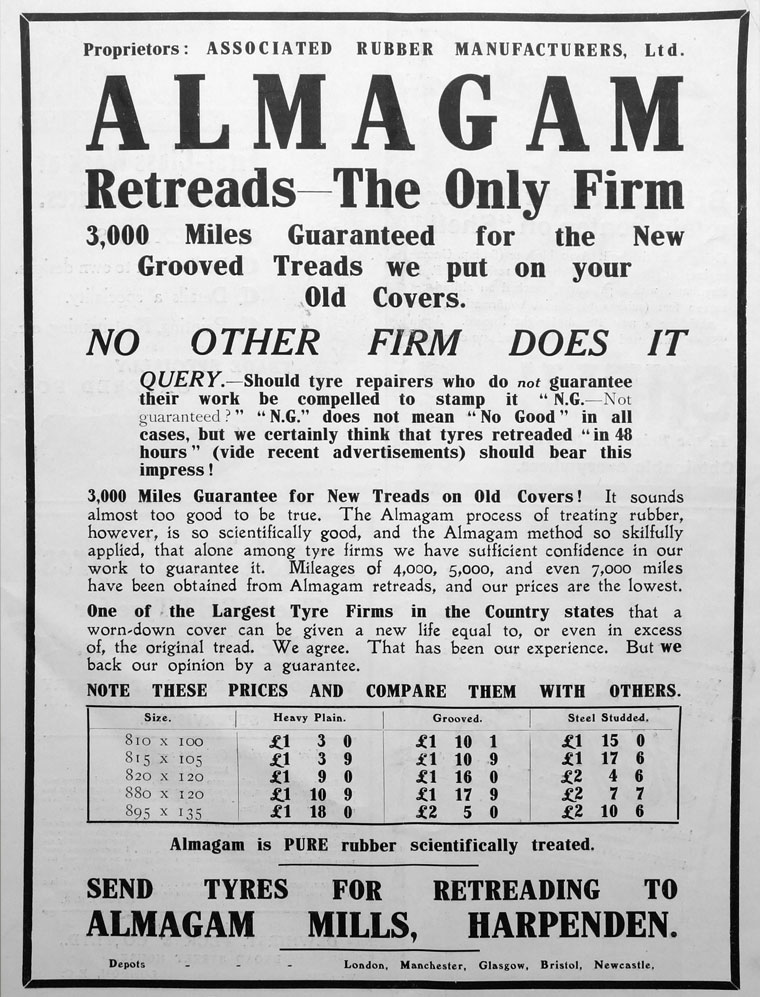 Proprietors: ASSOCIATED RUBBER MANUFACTURERS, Ltd.
ALMAGAM
Retreads—The Only Firm
3,000 Miles Guaranteed for the New
Grooved Treads we put on your
Old Covers.
NO OTHER FIRM DOES IT
QUERY.—Should tyre repairers who do not guarantee
their work be compelled to stamp it “N.G.—Not
guaranteed?” “N.G.” does not mean “No Good” in all
cases, but we certainly think that tyres retreaded “in 48
hours” (vide recent advertisements) should bear this
impress!
3,000 Miles Guarantee for New Treads on Old Covers! It sounds
almost too good to be true. The Almagam process of treating rubber,
however, is so scientifically good, and the Almagam method so skilfully
applied, that alone among tyre firms we have sufficient confidence in our
work to guarantee it. Mileages of 4,000, 5,000, and even 7,000 miles
have been obtained from Almagam retreads, and our prices are the lowest.
One of the Largest Tyre Firms in the Country states that a
worn-down cover can be given a new life equal to, or even in excess
of, the original tread. We agree. That has been our experience. But we
back our opinion by a guarantee.
NOTE THESE PRICES AND COMPARE THEM WITH OTHERS.
Size. Heavy Plain. Grooved. Steel Studded.
810 x 100 £1 3 0 £1 10 1 £1 15 0
815 x 105 £1 3 9 £1 10 9 £1 17 6
820 x 120 £1 9 0 £1 16 0 £2 4 6
880 x 120 £1 10 9 £1 17 9 £2 7 7
895 x 135 £1 18 0 £2 5 0 £2 10 6
Almagam is PURE rubber scientifically treated.
SEND TYRES FOR RETREADING TO
ALMAGAM MILLS, HARPENDEN.
Depots - - - London, Manchester, Glasgow, Bristol, Newcastle,